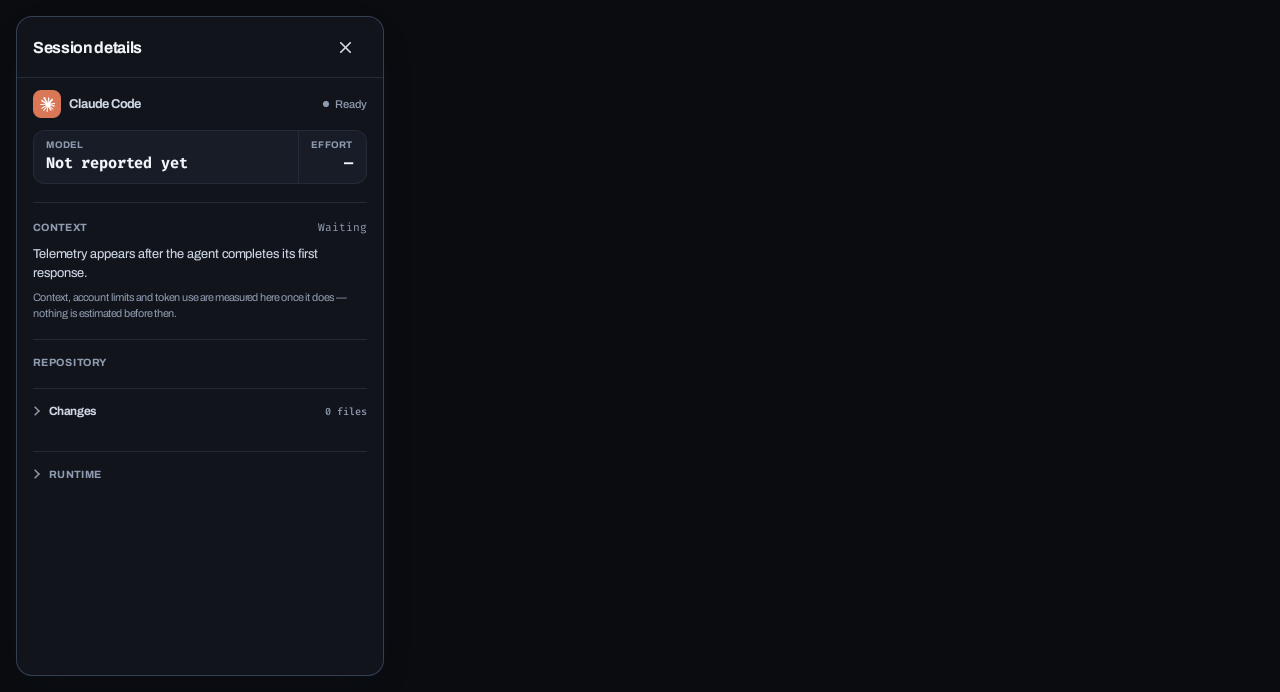 Session details
Claude Code
Ready
MODEL
EFFORT
Not reported yet
—
CONTEXT
Waiting
Telemetry appears after the agent completes its first
response.
Context, account limits and token use are measured here once it does —
nothing is estimated before then.
REPOSITORY
Changes
0 files
RUNTIME